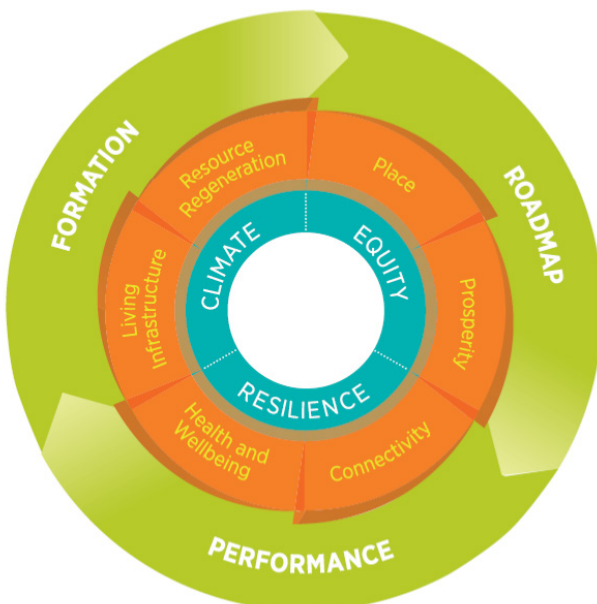 FORMATION
ROADMAP
PERFORMANCE
Resource
Regeneration
Place
Prosperity
Connectivity
Health and
Wellbeing
Living
Infrastructure
CLIMATE
EQUITY
RESILIENCE